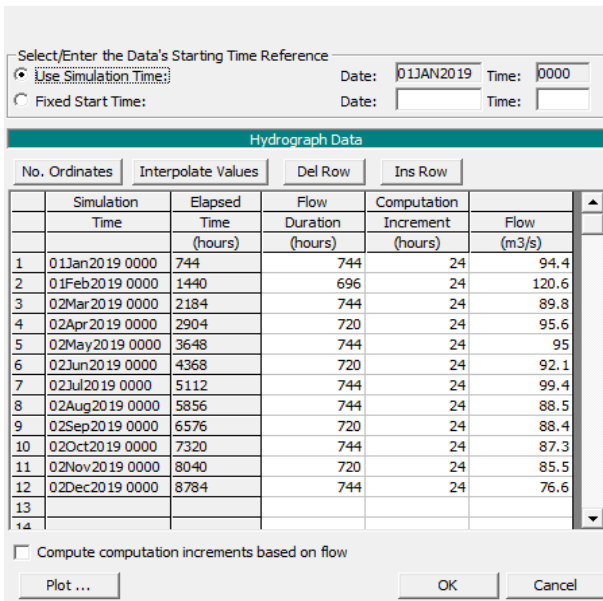 Select/Enter the Data's Starting Time Reference
Use Simulation Time: Date: 01JAN2019 Time: 0000
Fixed Start Time: Date: Time:
Hydrograph Data
No. Ordinates Interpolate Values Del Row Ins Row
Simulation Elapsed Flow Computation
Time Time Duration Increment Flow
(hours) (hours) (hours) (m3/s)
1 01Jan2019 0000 744 744 24 94.4
2 01Feb2019 0000 1440 696 24 120.6
3 02Mar2019 0000 2184 744 24 89.8
4 02Apr2019 0000 2904 720 24 95.6
5 02May2019 0000 3648 744 24 95
6 02Jun2019 0000 4368 720 24 92.1
7 02Jul2019 0000 5112 744 24 99.4
8 02Aug2019 0000 5856 744 24 88.5
9 02Sep2019 0000 6576 720 24 88.4
10 02Oct2019 0000 7320 744 24 87.3
11 02Nov2019 0000 8040 720 24 85.5
12 02Dec2019 0000 8784 744 24 76.6
13
14
Compute computation increments based on flow
Plot ... OK Cancel